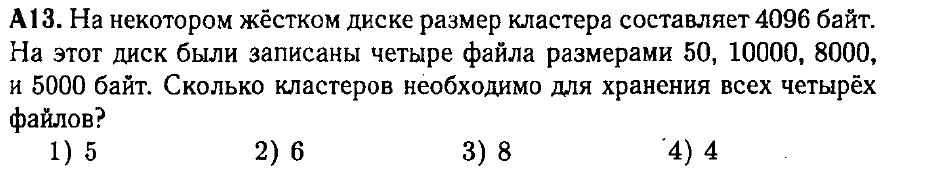 А13. На некотором жёстком диске размер кластера составляет 4096 байт.
На этот диск были записаны четыре файла размерами 50, 10000, 8000,
и 5000 байт. Сколько кластеров необходимо для хранения всех четырёх
файлов?
1) 5 2) 6 3) 8 4) 4